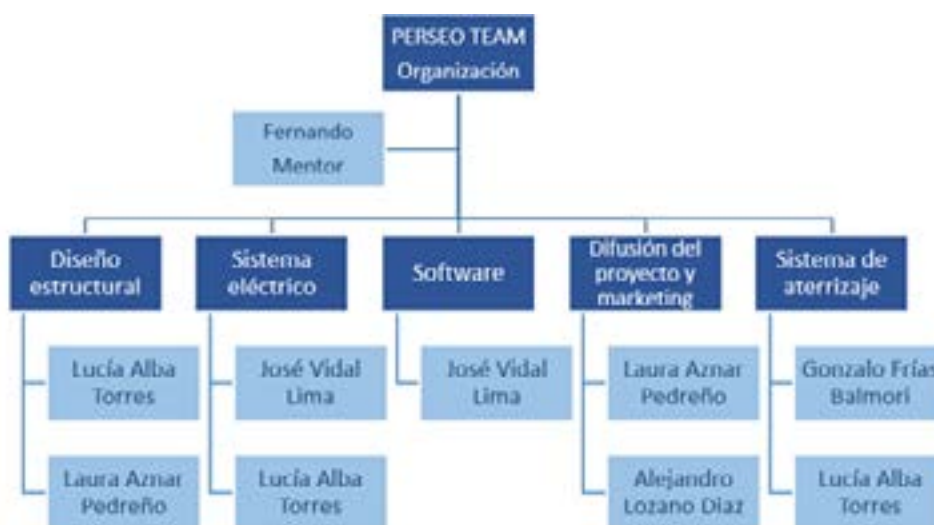 PERSEO TEAM
Organización
Fernando
Mentor
Diseño
estructural
Sistema
eléctrico
Software
Difusión del
proyecto y
marketing
Sistema de
aterrizaje
Lucía Alba
Torres
José Vidal
Lima
José Vidal
Lima
Laura Aznar
Pedreño
Gonzalo Frías
Balmori
Laura Aznar
Pedreño
Lucía Alba
Torres
Alejandro
Lozano Diaz
Lucía Alba
Torres